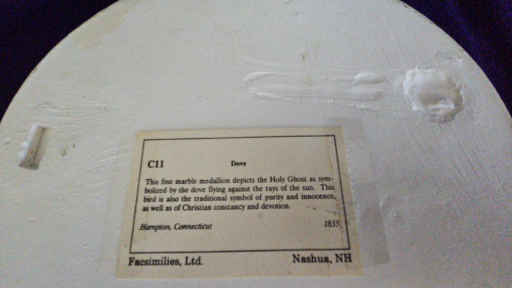 C11 Dove
This fine marble medallion depicts the Holy Ghost as sym-
bolized by the dove flying against the rays of the sun. This
bird is also the traditional symbol of purity and innocence,
as well as of Christian constancy and devotion.
Hampton, Connecticut 1835
Facsimilies, Ltd. Nashua, NH